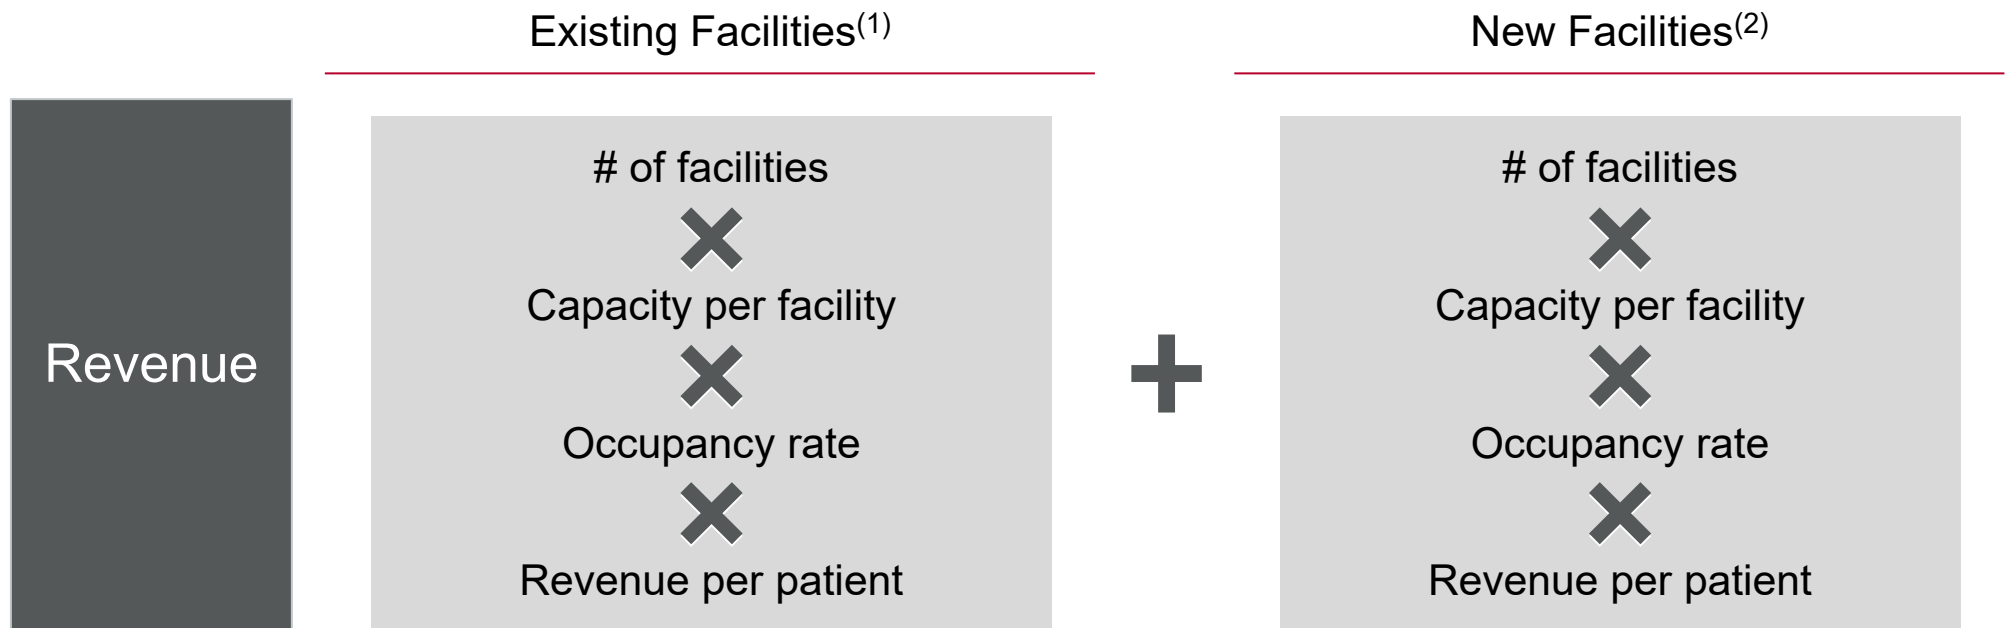 Existing Facilities(1)
New Facilities(2)
Revenue
# of facilities
Capacity per facility
Occupancy rate
Revenue per patient
+
# of facilities
Capacity per facility
Occupancy rate
Revenue per patient